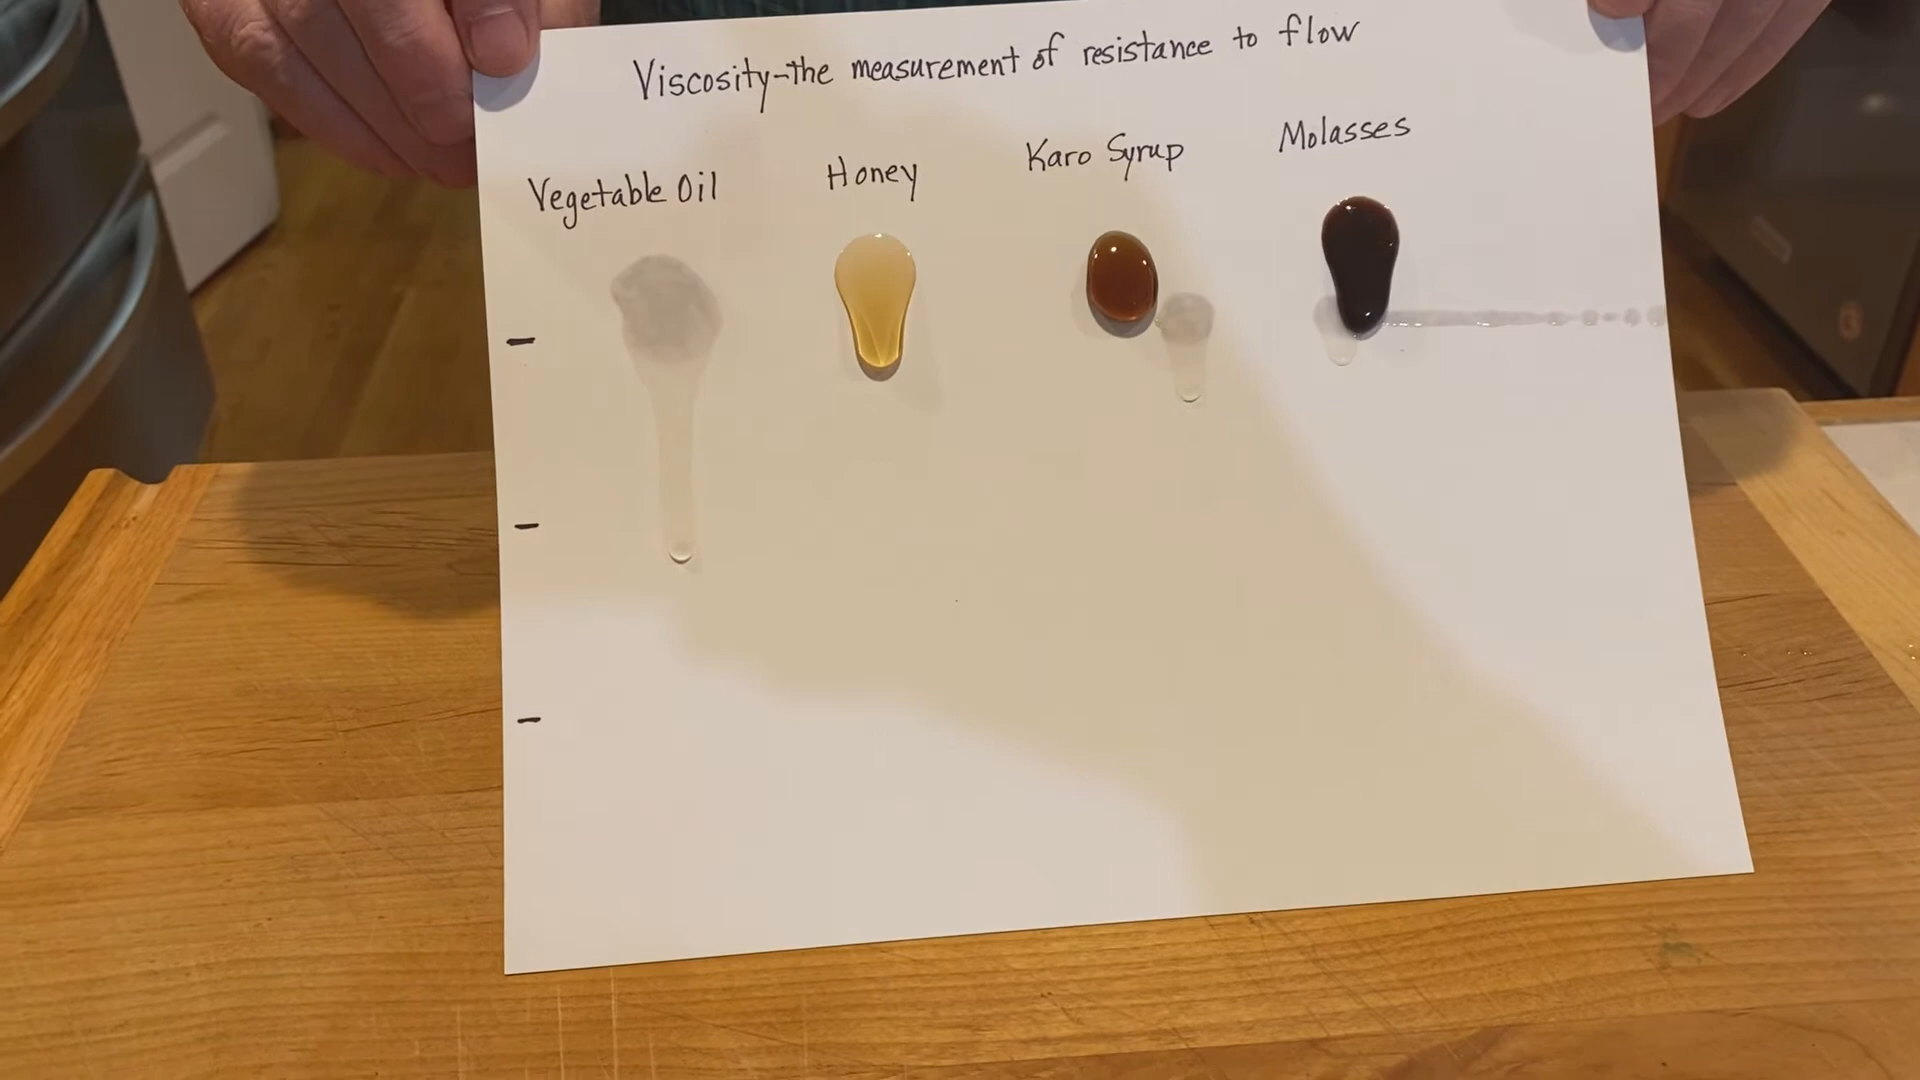 Viscosity-the measurement of resistance to flow
Vegetable Oil
Honey
Karo Syrup
Molasses